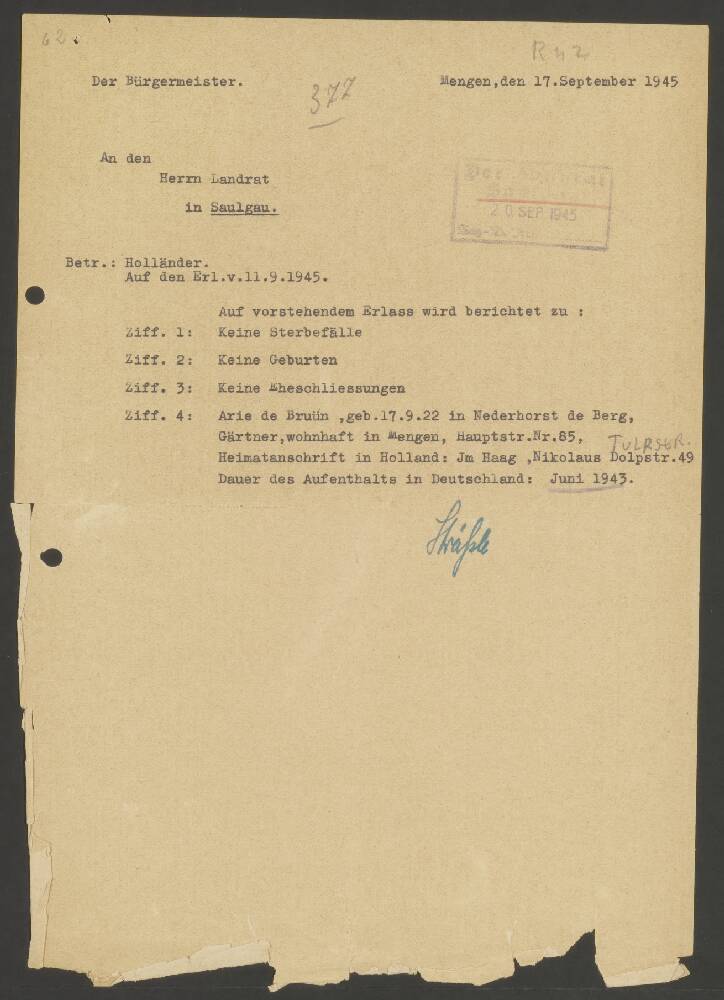 62.
R42
Der Bürgermeister.
377
Mengen,den 17.September 1945
An den
Herrn Landrat
in Saulgau.
Der Landrat
20. SEP. 1945
Betr.: Holländer.
Auf den Erl.v.11.9.1945.
Auf vorstehendem Erlass wird berichtet zu :
Ziff. 1: Keine Sterbefälle
Ziff. 2: Keine Geburten
Ziff. 3: Keine Eheschliessungen
Ziff. 4: Arie de Bruün ,geb.17.9.22 in Nederhorst de Berg,
Gärtner,wohnhaft in Mengen, Hauptstr.Nr.85,
Heimatanschrift in Holland: Jm Haag ,Nikolaus Dolpstr.49
Dauer des Aufenthalts in Deutschland: Juni 1943.